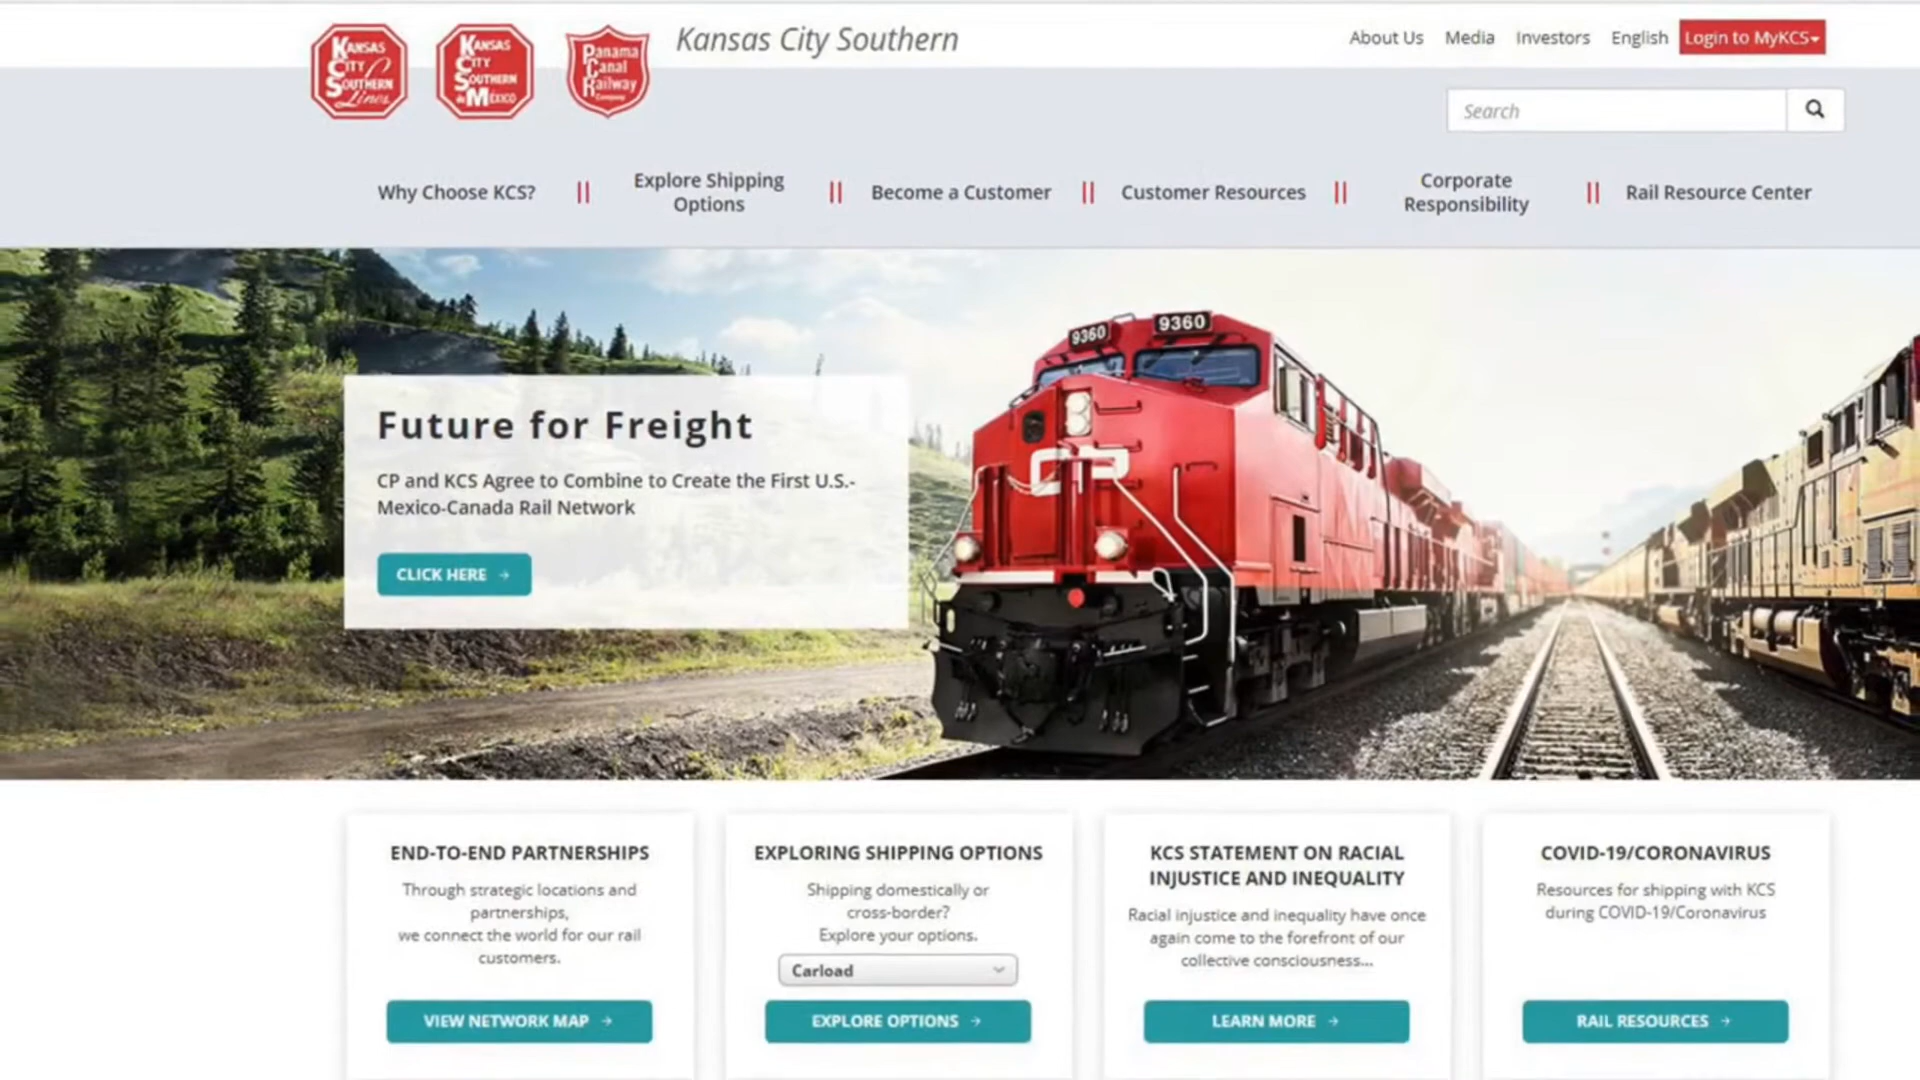 KANSAS
CITY
SOUTHERN
Lines
KANSAS
CITY
SOUTHERN
de MÉXICO
Panama
Canal
Railway
Company
Kansas City Southern
About Us
Media
Investors
English
Login to MyKCS
Search
Why Choose KCS?
Explore Shipping
Options
Become a Customer
Customer Resources
Corporate
Responsibility
Rail Resource Center
9360
9360
CP
Future for Freight
CP and KCS Agree to Combine to Create the First U.S.-
Mexico-Canada Rail Network
CLICK HERE →
END-TO-END PARTNERSHIPS
Through strategic locations and
partnerships,
we connect the world for our rail
customers.
VIEW NETWORK MAP →
EXPLORING SHIPPING OPTIONS
Shipping domestically or
cross-border?
Explore your options.
Carload
EXPLORE OPTIONS →
KCS STATEMENT ON RACIAL
INJUSTICE AND INEQUALITY
Racial injustice and inequality have once
again come to the forefront of our
collective consciousness...
LEARN MORE →
COVID-19/CORONAVIRUS
Resources for shipping with KCS
during COVID-19/Coronavirus
RAIL RESOURCES →